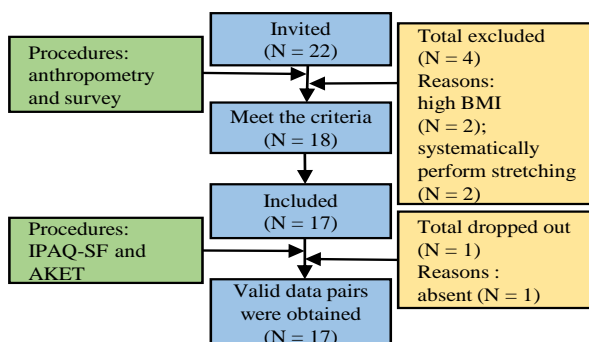 Invited
(N = 22)
Procedures:
anthropometry
and survey
Total excluded
(N = 4)
Reasons:
high BMI
(N = 2);
systematically
perform stretching
(N = 2)
Meet the criteria
(N = 18)
Included
(N = 17)
Procedures:
IPAQ-SF and
AKET
Total dropped out
(N = 1)
Reasons :
absent (N = 1)
Valid data pairs
were obtained
(N = 17)